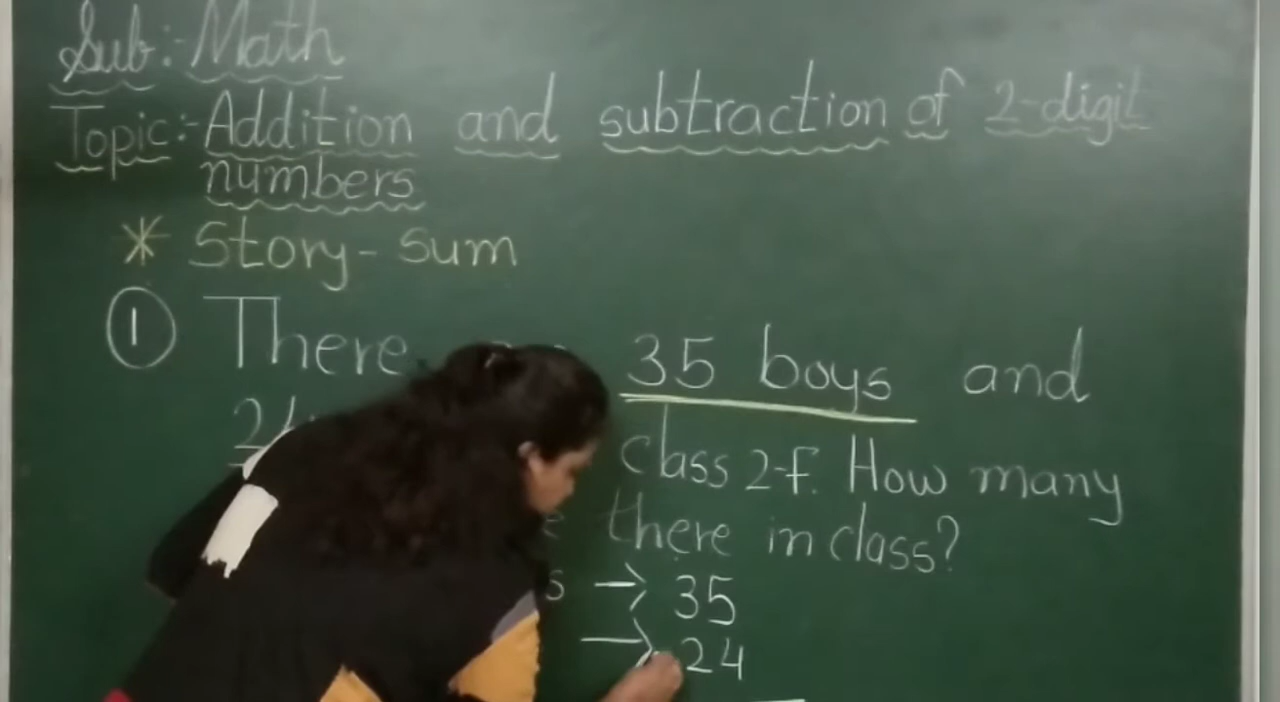 Sub:- Math
Topic:- Addition and subtraction of 2-digit
numbers
* Story-sum
① There 35 boys and
24 class 2-F. How many
there in class?
→ 35
→ 24